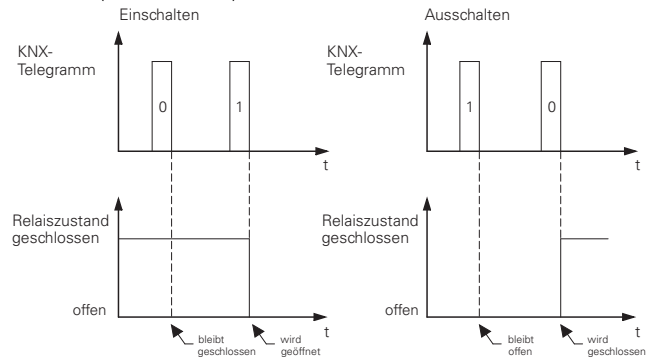 Einschalten
KNX-
Telegramm
0
1
t
Relaiszustand
geschlossen
offen
t
bleibt
geschlossen
wird
geöffnet
Ausschalten
KNX-
Telegramm
1
0
t
Relaiszustand
geschlossen
offen
t
bleibt
offen
wird
geschlossen